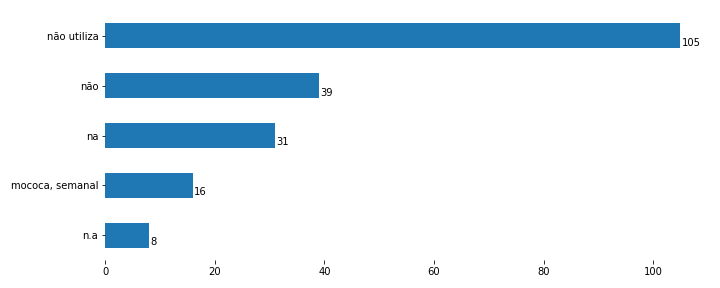 não utiliza
105
não
39
na
31
mococa, semanal
16
n.a
8
0 20 40 60 80 100